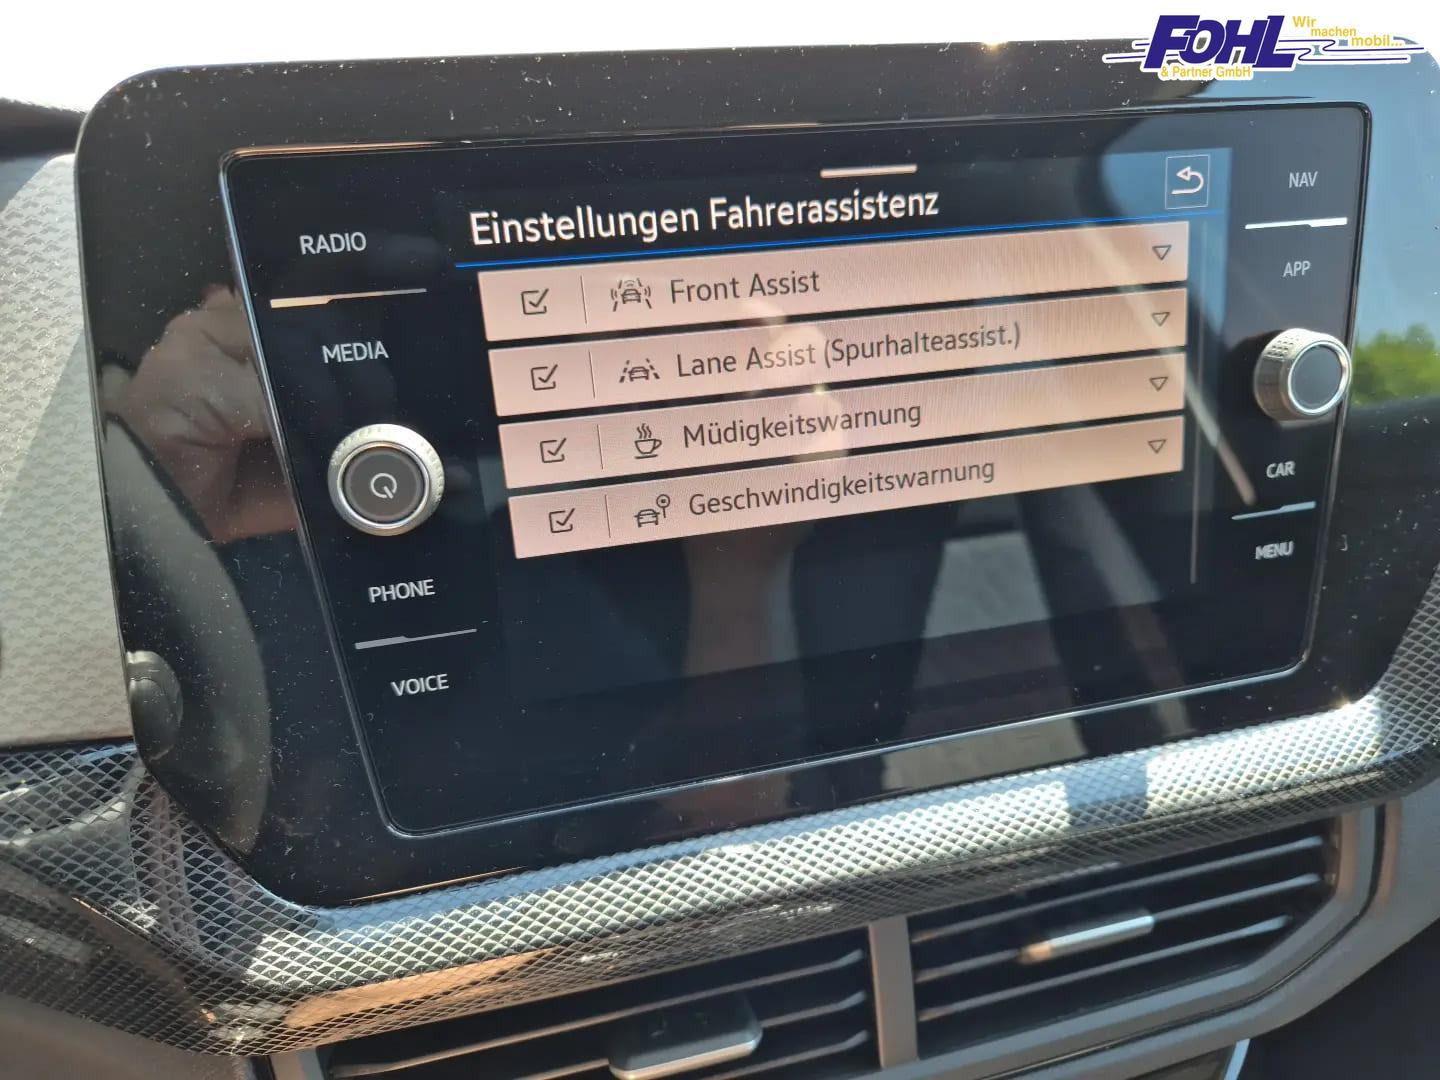 FOHL
Wir
machen
mobil...
& Partner GmbH
Einstellungen Fahrerassistenz
Front Assist
Lane Assist (Spurhalteassist.)
Müdigkeitswarnung
Geschwindigkeitswarnung
RADIO
MEDIA
PHONE
VOICE
NAV
APP
CAR
MENU